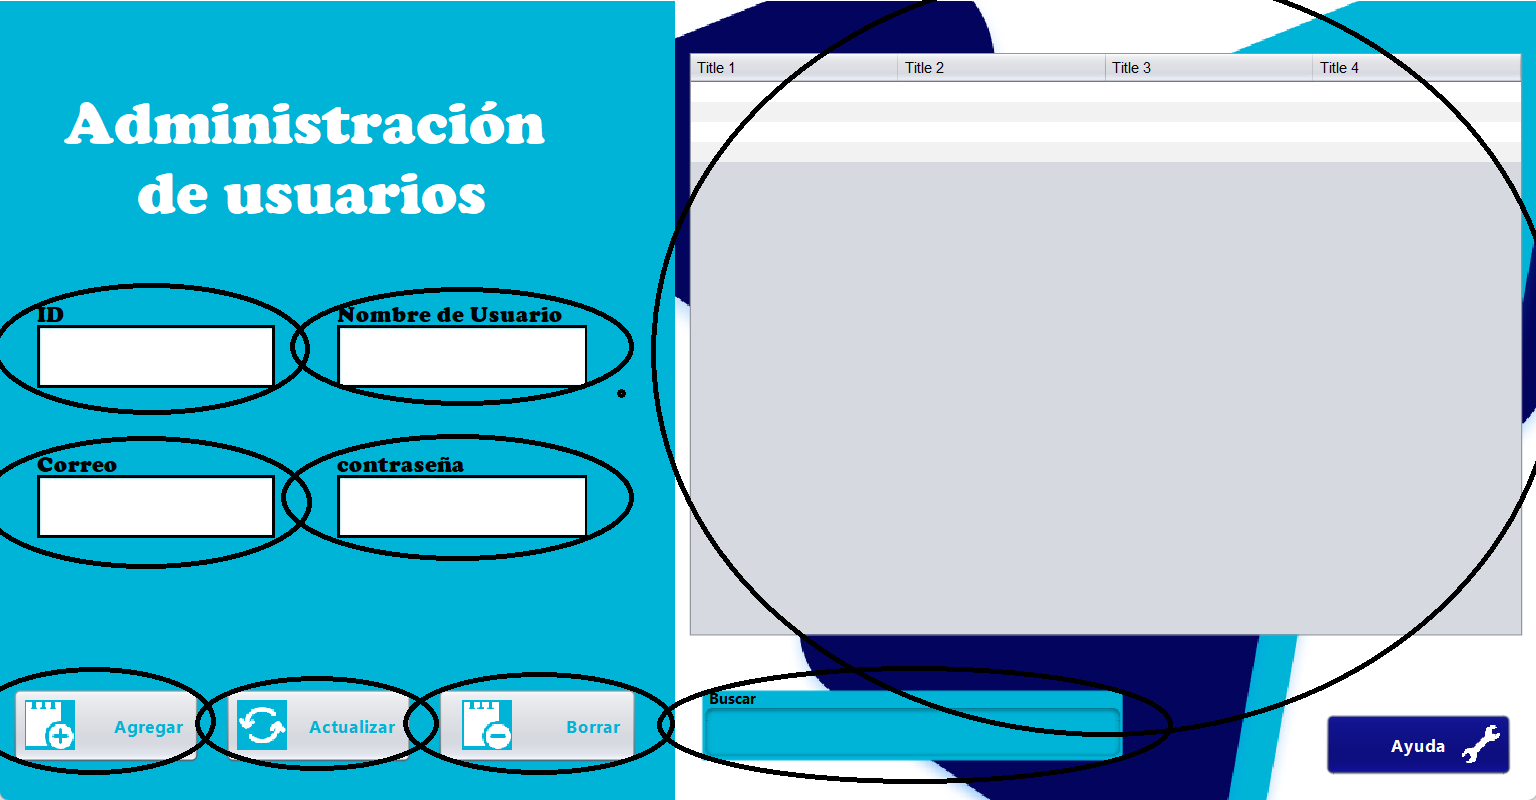 Administración
de usuarios
ID
Nombre de Usuario
Correo
contraseña
Agregar
Actualizar
Borrar
Title 1
Title 2
Title 3
Title 4
Buscar
Ayuda